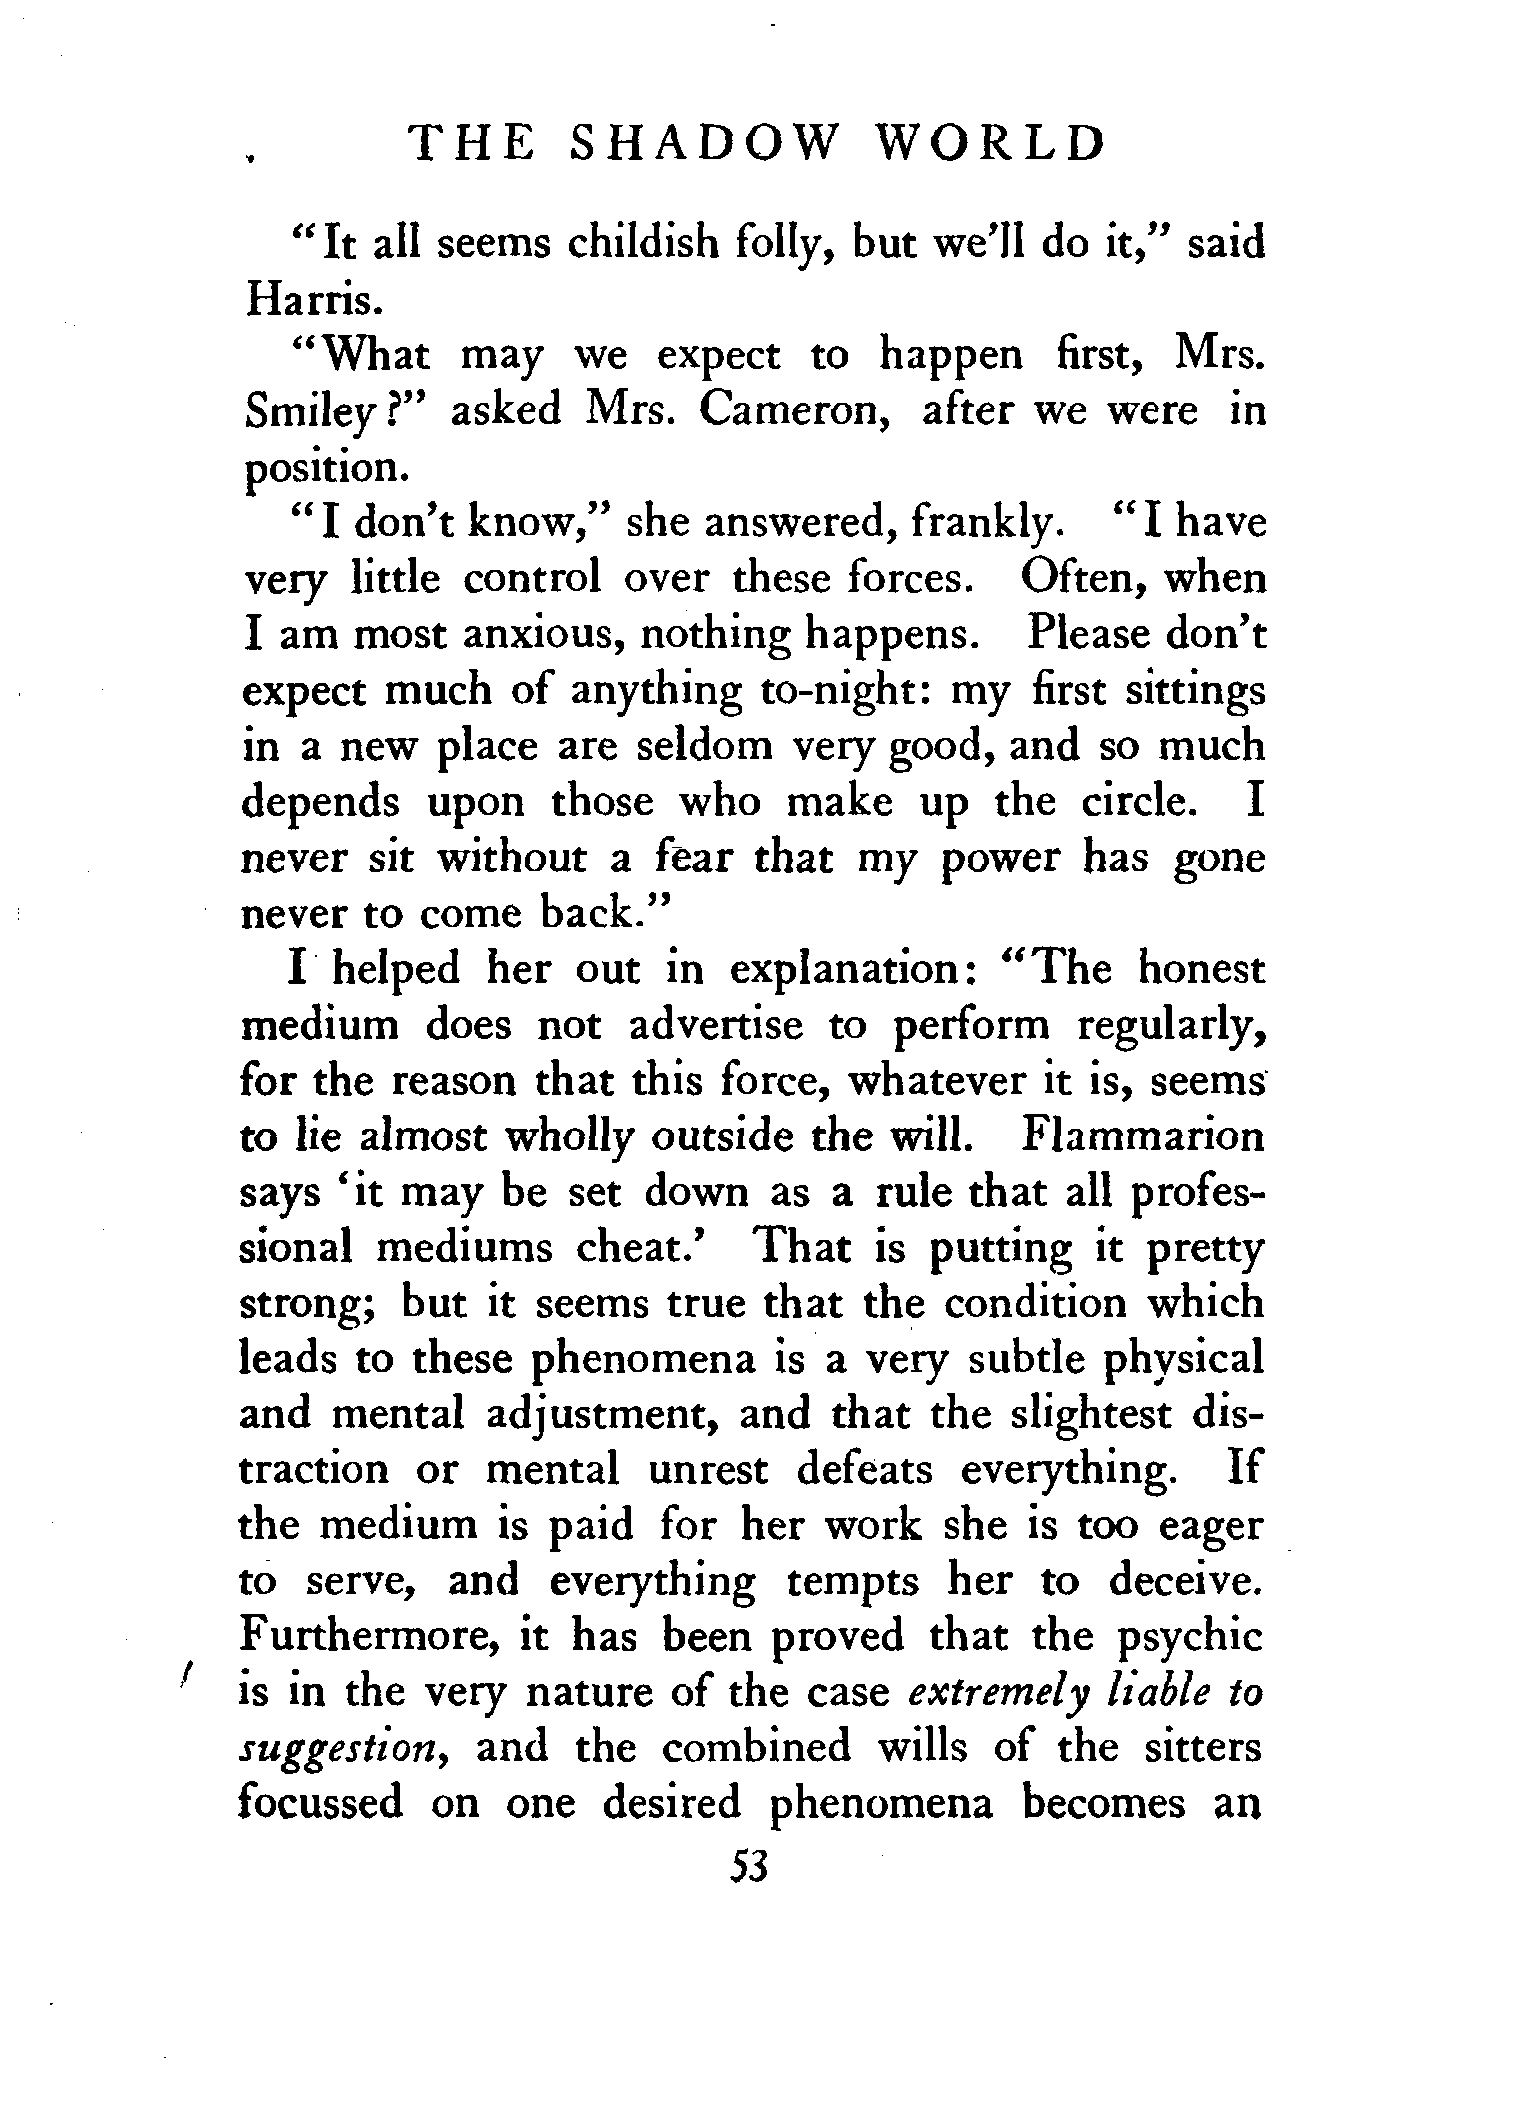 THE SHADOW WORLD
"It all seems childish folly, but we'll do it," said
Harris.
"What may we expect to happen first, Mrs.
Smiley?" asked Mrs. Cameron, after we were in
position.
"I don't know," she answered, frankly. "I have
very little control over these forces. Often, when
I am most anxious, nothing happens. Please don't
expect much of anything to-night: my first sittings
in a new place are seldom very good, and so much
depends upon those who make up the circle. I
never sit without a fear that my power has gone
never to come back."
I helped her out in explanation: "The honest
medium does not advertise to perform regularly,
for the reason that this force, whatever it is, seems
to lie almost wholly outside the will. Flammarion
says 'it may be set down as a rule that all profes-
sional mediums cheat.' That is putting it pretty
strong; but it seems true that the condition which
leads to these phenomena is a very subtle physical
and mental adjustment, and that the slightest dis-
traction or mental unrest defeats everything. If
the medium is paid for her work she is too eager
to serve, and everything tempts her to deceive.
Furthermore, it has been proved that the psychic
is in the very nature of the case extremely liable to
suggestion, and the combined wills of the sitters
focussed on one desired phenomena becomes an
53